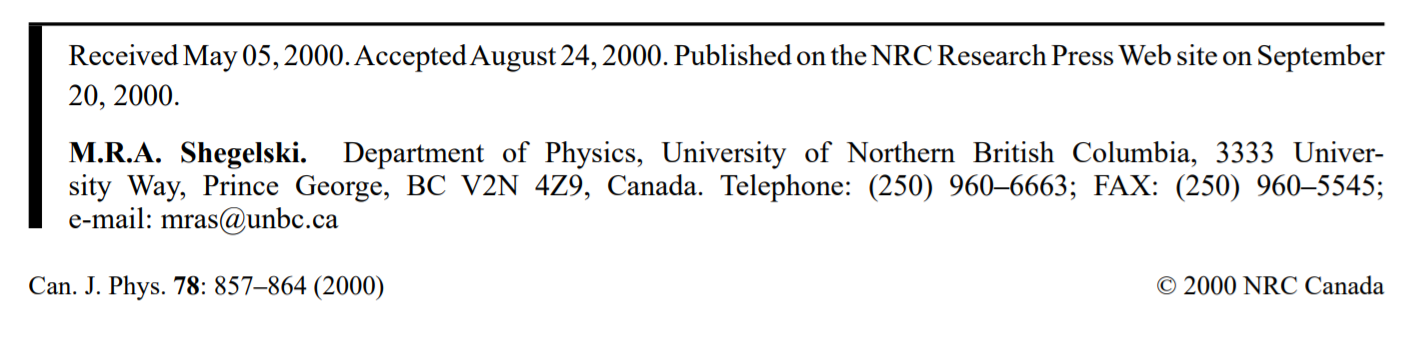 Received May 05, 2000. Accepted August 24, 2000. Published on the NRC Research Press Web site on September
20, 2000.
M.R.A. Shegelski. Department of Physics, University of Northern British Columbia, 3333 Univer-
sity Way, Prince George, BC V2N 4Z9, Canada. Telephone: (250) 960–6663; FAX: (250) 960–5545;
e-mail: mras@unbc.ca
Can. J. Phys. 78: 857–864 (2000) © 2000 NRC Canada